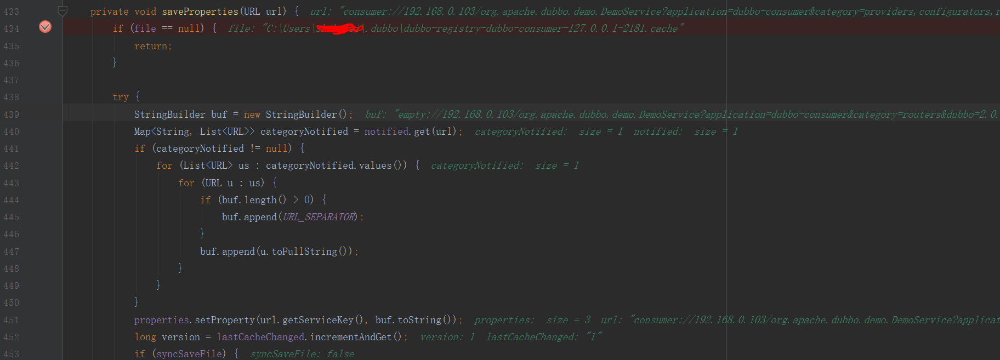 433 private void saveProperties(URL url) { url: "consumer://192.168.0.103/org.apache.dubbo.demo.DemoService?application=dubbo-consumer&category=providers,configurators,r
434 if (file == null) { file: "C:\Users\ \.dubbo\dubbo-registry-dubbo-consumer-127.0.0.1-2181.cache"
435 return;
436 }
437
438 try {
439 StringBuilder buf = new StringBuilder(); buf: "empty://192.168.0.103/org.apache.dubbo.demo.DemoService?application=dubbo-consumer&category=routers&dubbo=2.0.
440 Map<String, List<URL>> categoryNotified = notified.get(url); categoryNotified: size = 1 notified: size = 1
441 if (categoryNotified != null) {
442 for (List<URL> us : categoryNotified.values()) { categoryNotified: size = 1
443 for (URL u : us) {
444 if (buf.length() > 0) {
445 buf.append(URL_SEPARATOR);
446 }
447 buf.append(u.toFullString());
448 }
449 }
450 }
451 properties.setProperty(url.getServiceKey(), buf.toString()); properties: size = 3 url: "consumer://192.168.0.103/org.apache.dubbo.demo.DemoService?applicat
452 long version = lastCacheChanged.incrementAndGet(); version: 1 lastCacheChanged: "1"
453 if (syncSaveFile) { syncSaveFile: false